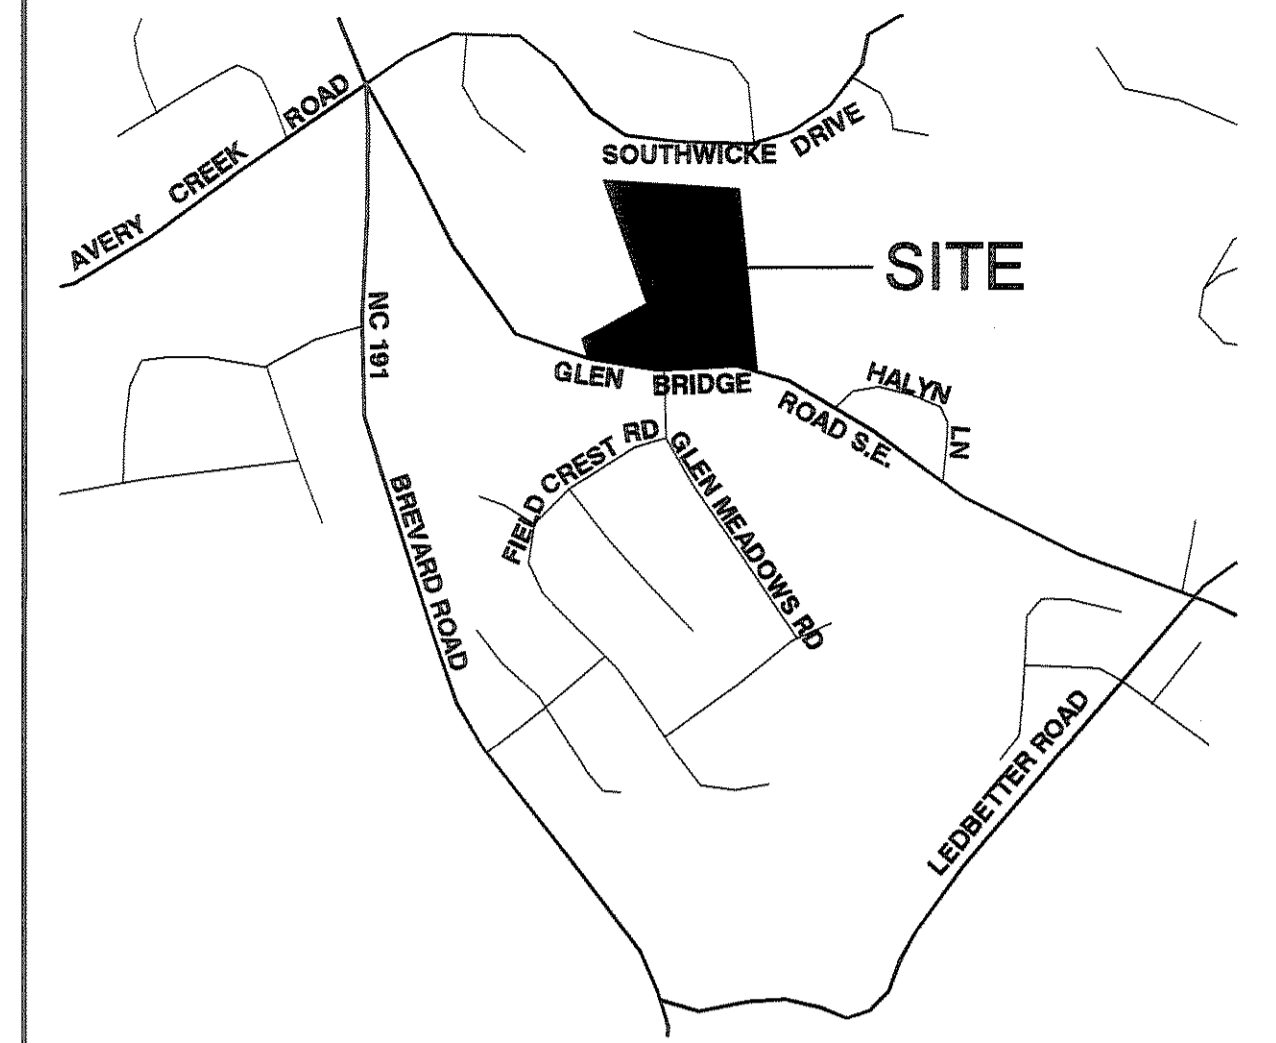 AVERY CREEK ROAD
SOUTHWICKE DRIVE
SITE
NC 191
GLEN BRIDGE ROAD S.E.
HALYN LN
FIELD CREST RD
GLEN MEADOWS RD
BREVARD ROAD
LEDBETTER ROAD